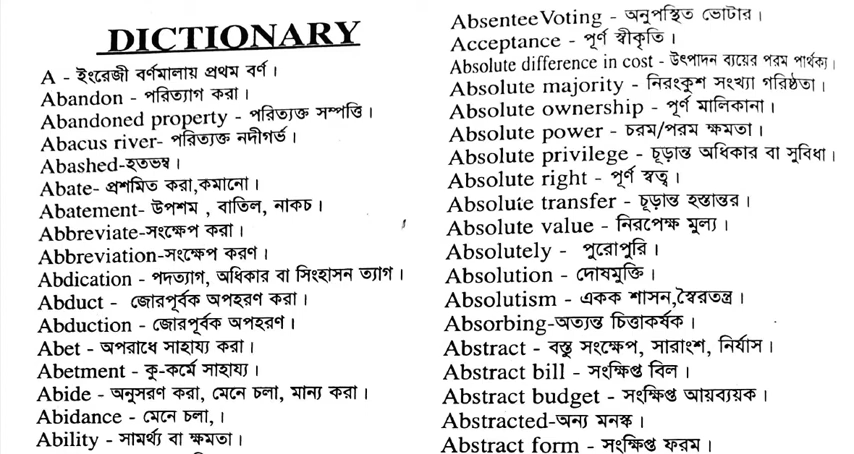 DICTIONARY
A - ইংরেজী বর্ণমালায় প্রথম বর্ণ।
Abandon - পরিত্যাগ করা।
Abandoned property - পরিত্যক্ত সম্পত্তি।
Abacus river- পরিত্যক্ত নদীগর্ভ।
Abashed-হতভম্ব।
Abate- প্রশমিত করা,কমানো।
Abatement- উপশম , বাতিল, নাকচ।
Abbreviate-সংক্ষেপ করা।
Abbreviation-সংক্ষেপ করণ।
Abdication - পদত্যাগ, অধিকার বা সিংহাসন ত্যাগ।
Abduct - জোরপূর্বক অপহরণ করা।
Abduction - জোরপূর্বক অপহরণ।
Abet - অপরাধে সাহায্য করা।
Abetment - কু-কর্মে সাহায্য।
Abide - অনুসরণ করা, মেনে চলা, মান্য করা।
Abidance - মেনে চলা,।
Ability - সামর্থ্য বা ক্ষমতা।
Absentee Voting - অনুপস্থিত ভোটার।
Acceptance - পূর্ণ স্বীকৃতি।
Absolute difference in cost - উৎপাদন ব্যয়ের পরম পার্থক্য।
Absolute majority - নিরংকুশ সংখ্যা গরিষ্ঠতা।
Absolute ownership - পূর্ণ মালিকানা।
Absolute power - চরম/পরম ক্ষমতা।
Absolute privilege - চূড়ান্ত অধিকার বা সুবিধা।
Absolute right - পূর্ণ স্বত্ব।
Absolute transfer - চূড়ান্ত হস্তান্তর।
Absolute value - নিরপেক্ষ মুল্য।
Absolutely - পুরোপুরি।
Absolution - দোষমুক্তি।
Absolutism - একক শাসন,স্বৈরতন্ত্র।
Absorbing-অত্যন্ত চিত্তাকর্ষক।
Abstract - বস্তু সংক্ষেপ, সারাংশ, নির্যাস।
Abstract bill - সংক্ষিপ্ত বিল।
Abstract budget - সংক্ষিপ্ত আয়ব্যয়ক।
Abstracted-অন্য মনস্ক।
Abstract form - সংক্ষিপ্ত ফরম।